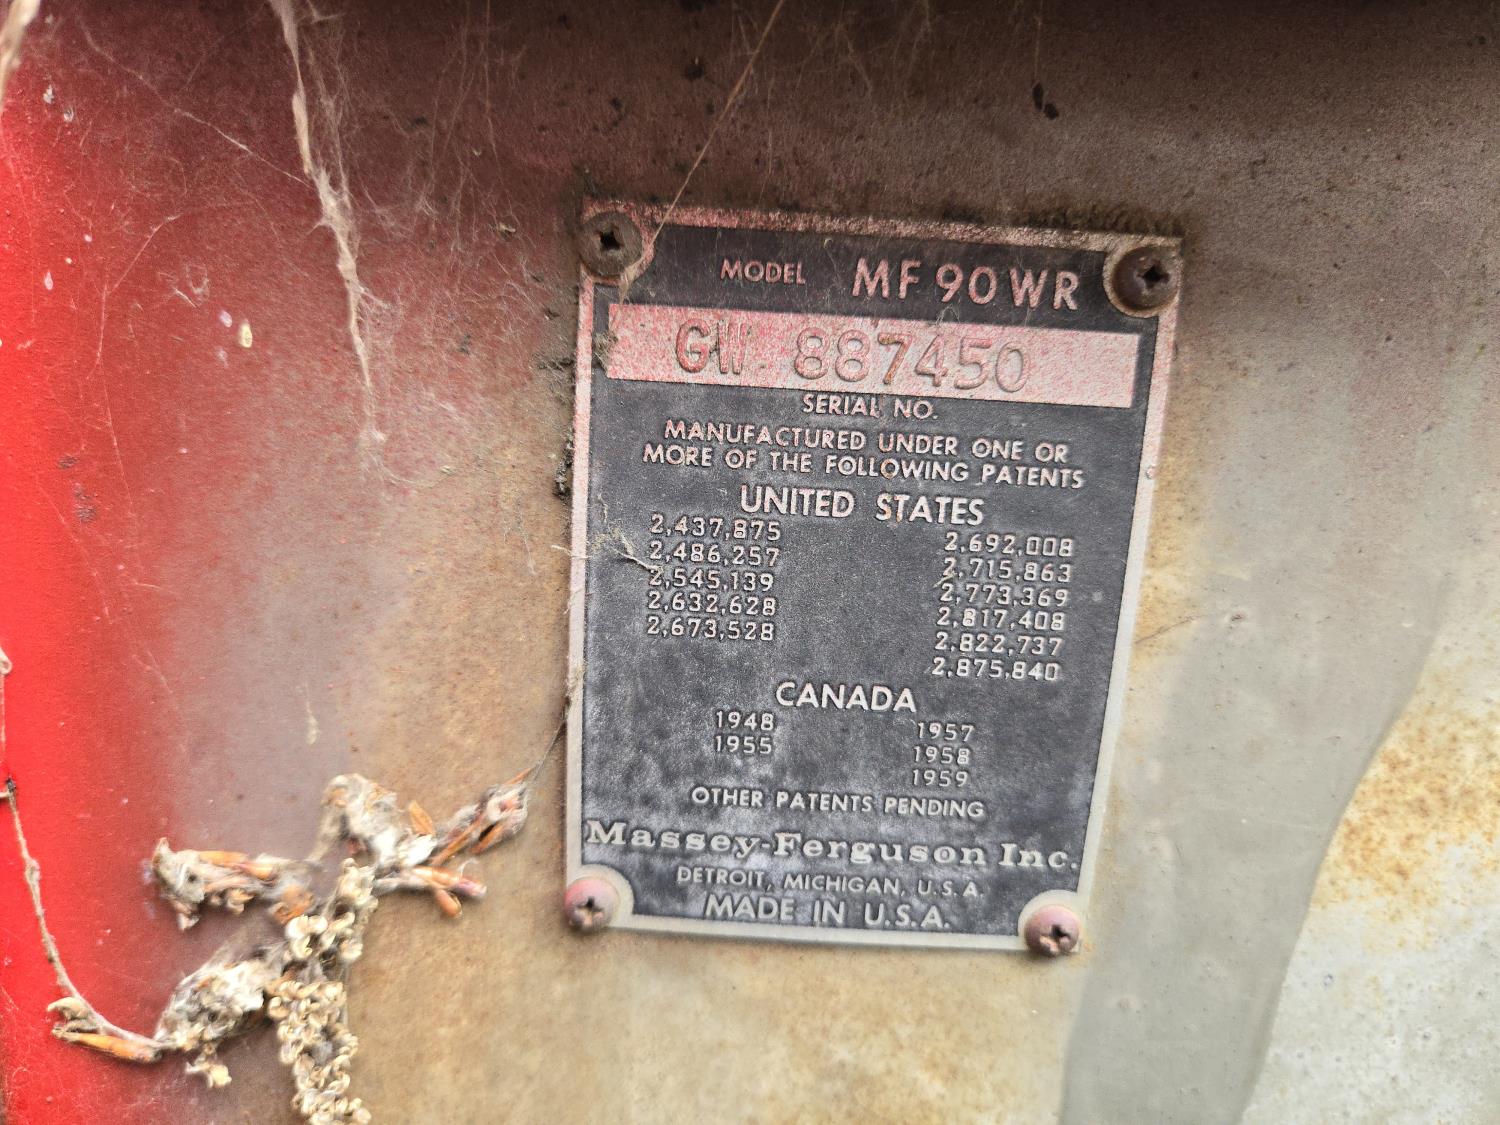 MODEL MF 90 WR
GW 887450
SERIAL NO.
MANUFACTURED UNDER ONE OR
MORE OF THE FOLLOWING PATENTS
UNITED STATES
2,437,875 2,692,008
2,486,257 2,715,863
2,545,139 2,773,369
2,632,628 2,817,408
2,673,528 2,822,737
2,875,840
CANADA
1948 1957
1955 1958
1959
OTHER PATENTS PENDING
Massey-Ferguson Inc.
DETROIT, MICHIGAN, U.S.A.
MADE IN U.S.A.